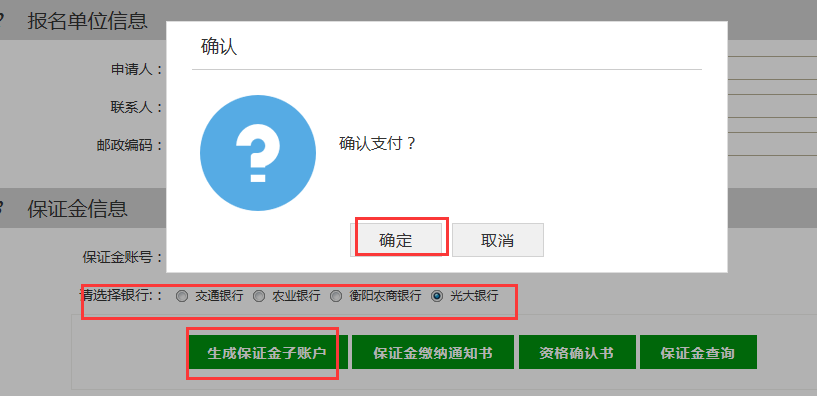 报名单位信息
确认
申请人：
联系人：
确认支付？
邮政编码：
确定 取消
保证金信息
保证金账号：
请选择银行: ： 交通银行 农业银行 衡阳农商银行 光大银行
生成保证金子账户 保证金缴纳通知书 资格确认书 保证金查询